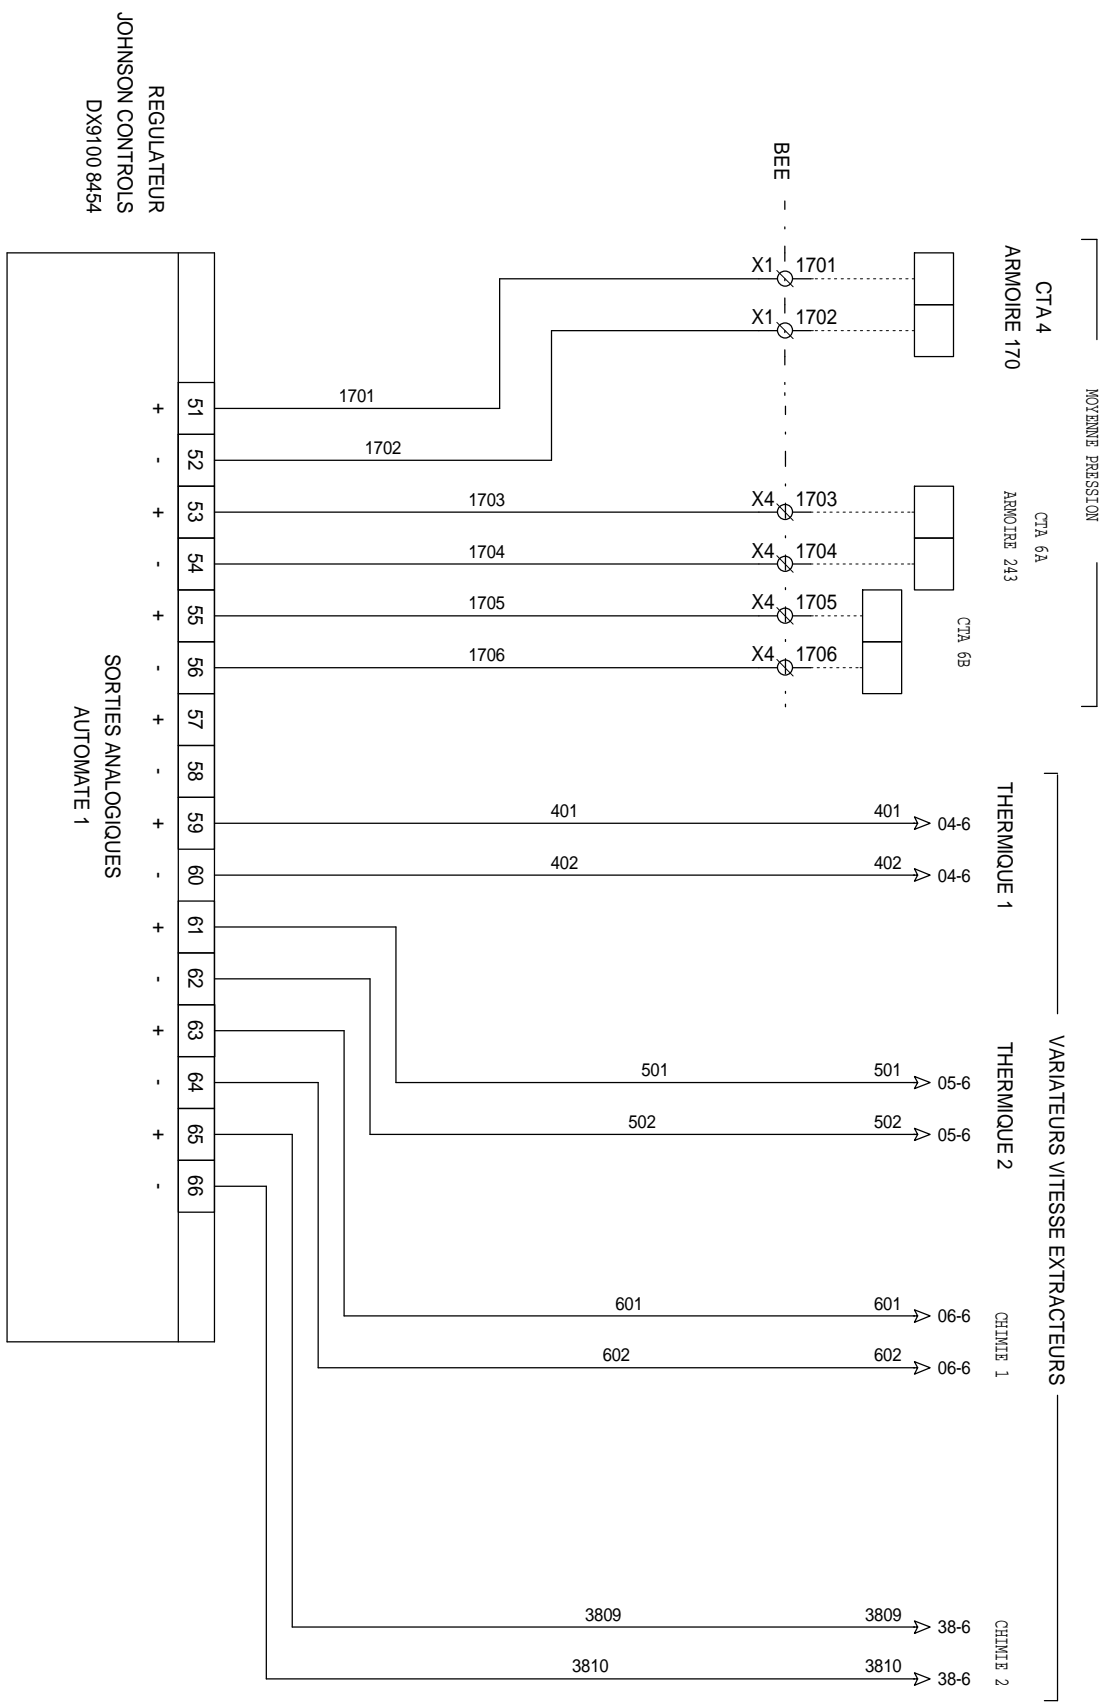 REGULATEUR
JOHNSON CONTROLS
DX9100 8454
BEE
CTA 4
ARMOIRE 170
MOYENNE PRESSION
CTA 6A
ARMOIRE 243
CTA 6B
X1 1701
X1 1702
1701
1702
1703 X4 1703
1704 X4 1704
1705 X4 1705
1706 X4 1706
+ 51
- 52
+ 53
- 54
+ 55
- 56
+ 57
- 58
+ 59
- 60
+ 61
- 62
+ 63
- 64
+ 65
- 66
SORTIES ANALOGIQUES
AUTOMATE 1
401 401 04-6
402 402 04-6
THERMIQUE 1
501 501 05-6
502 502 05-6
THERMIQUE 2
VARIATEURS VITESSE EXTRACTEURS
601 601 06-6
602 602 06-6
CHIMIE 1
3809 3809 38-6
3810 3810 38-6
CHIMIE 2